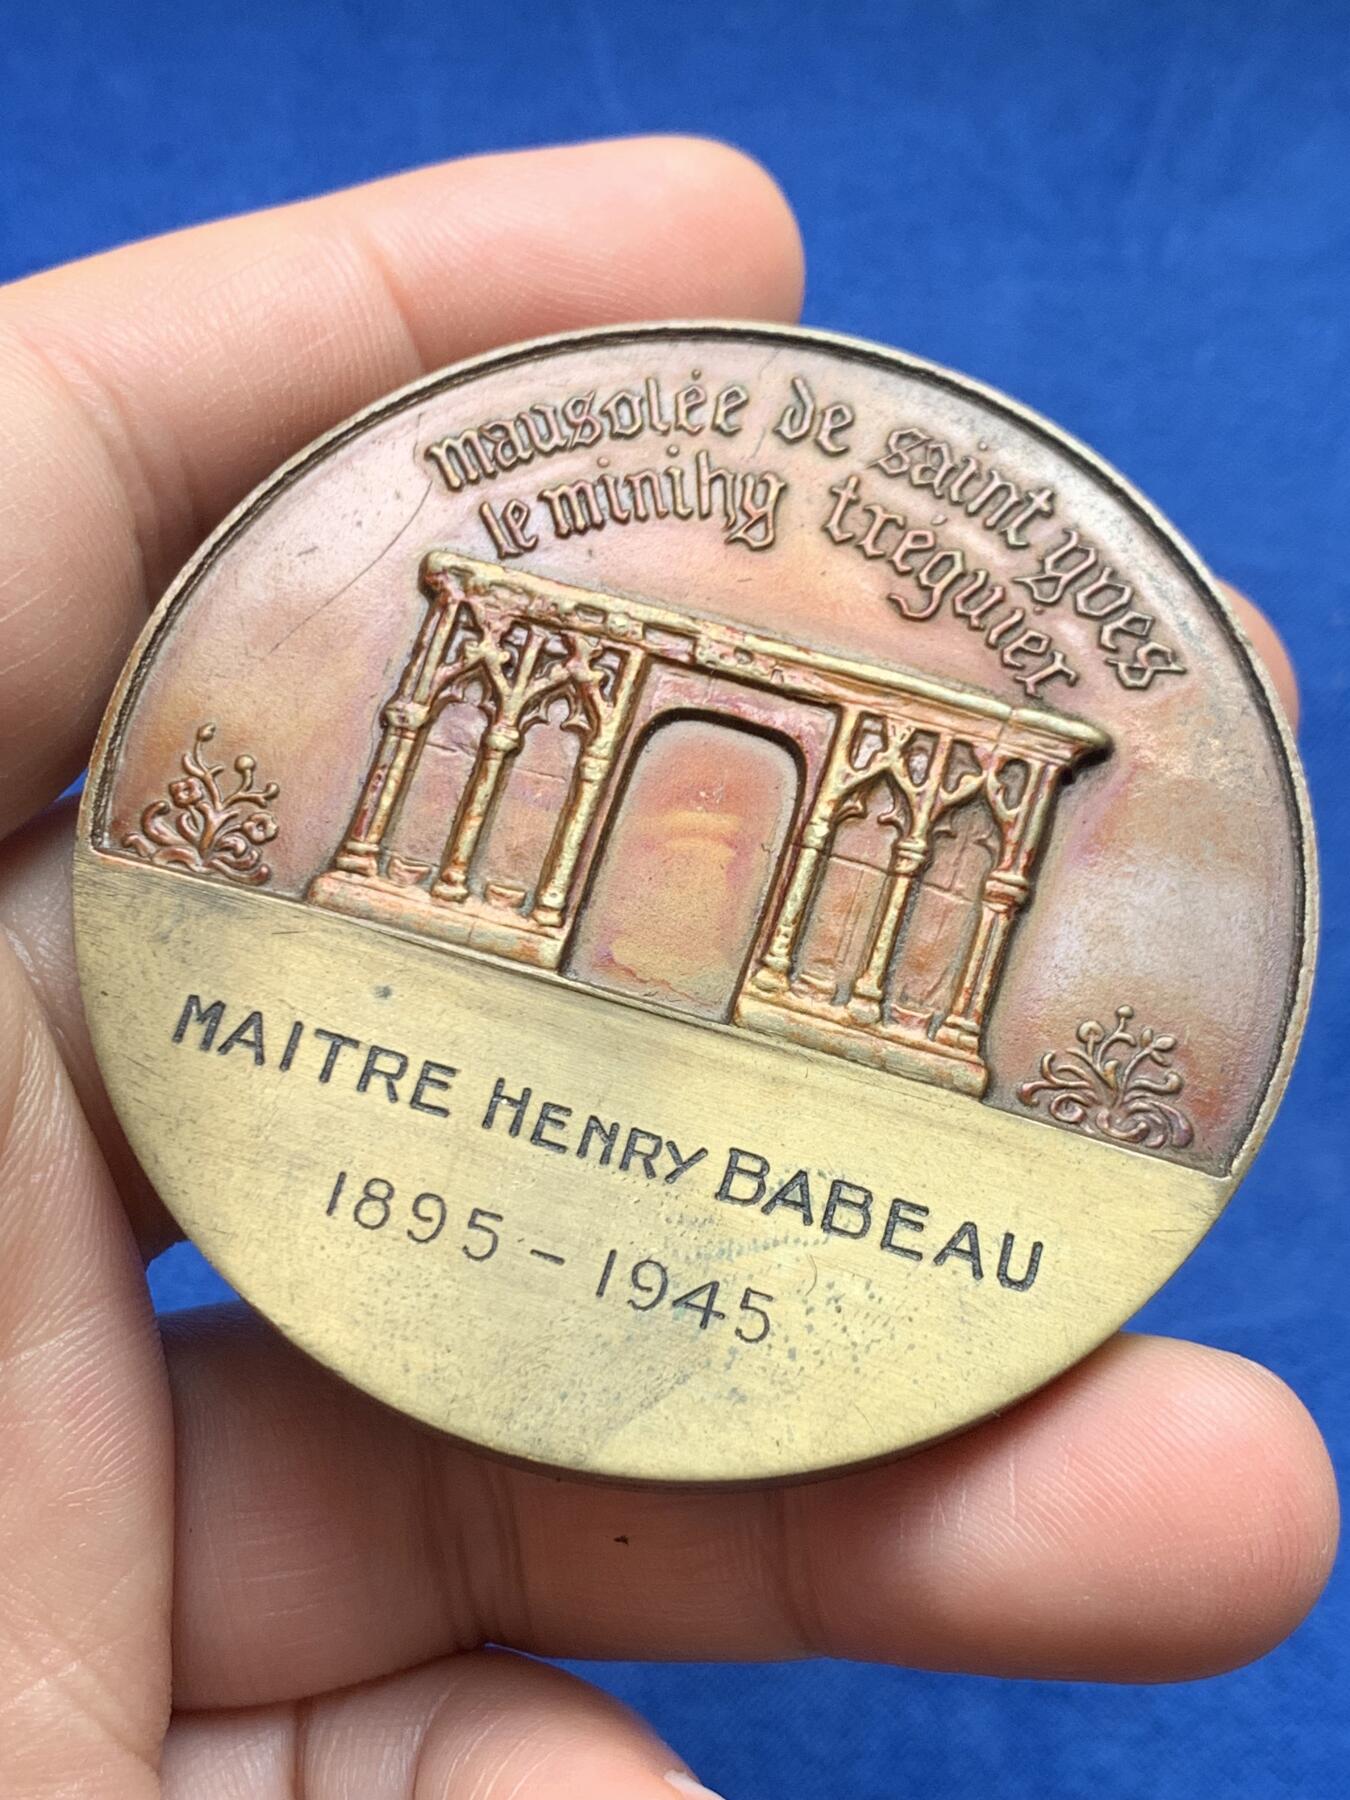 mausolée de saint yves
le minihy tréguier
MAITRE HENRY BABEAU
1895 - 1945